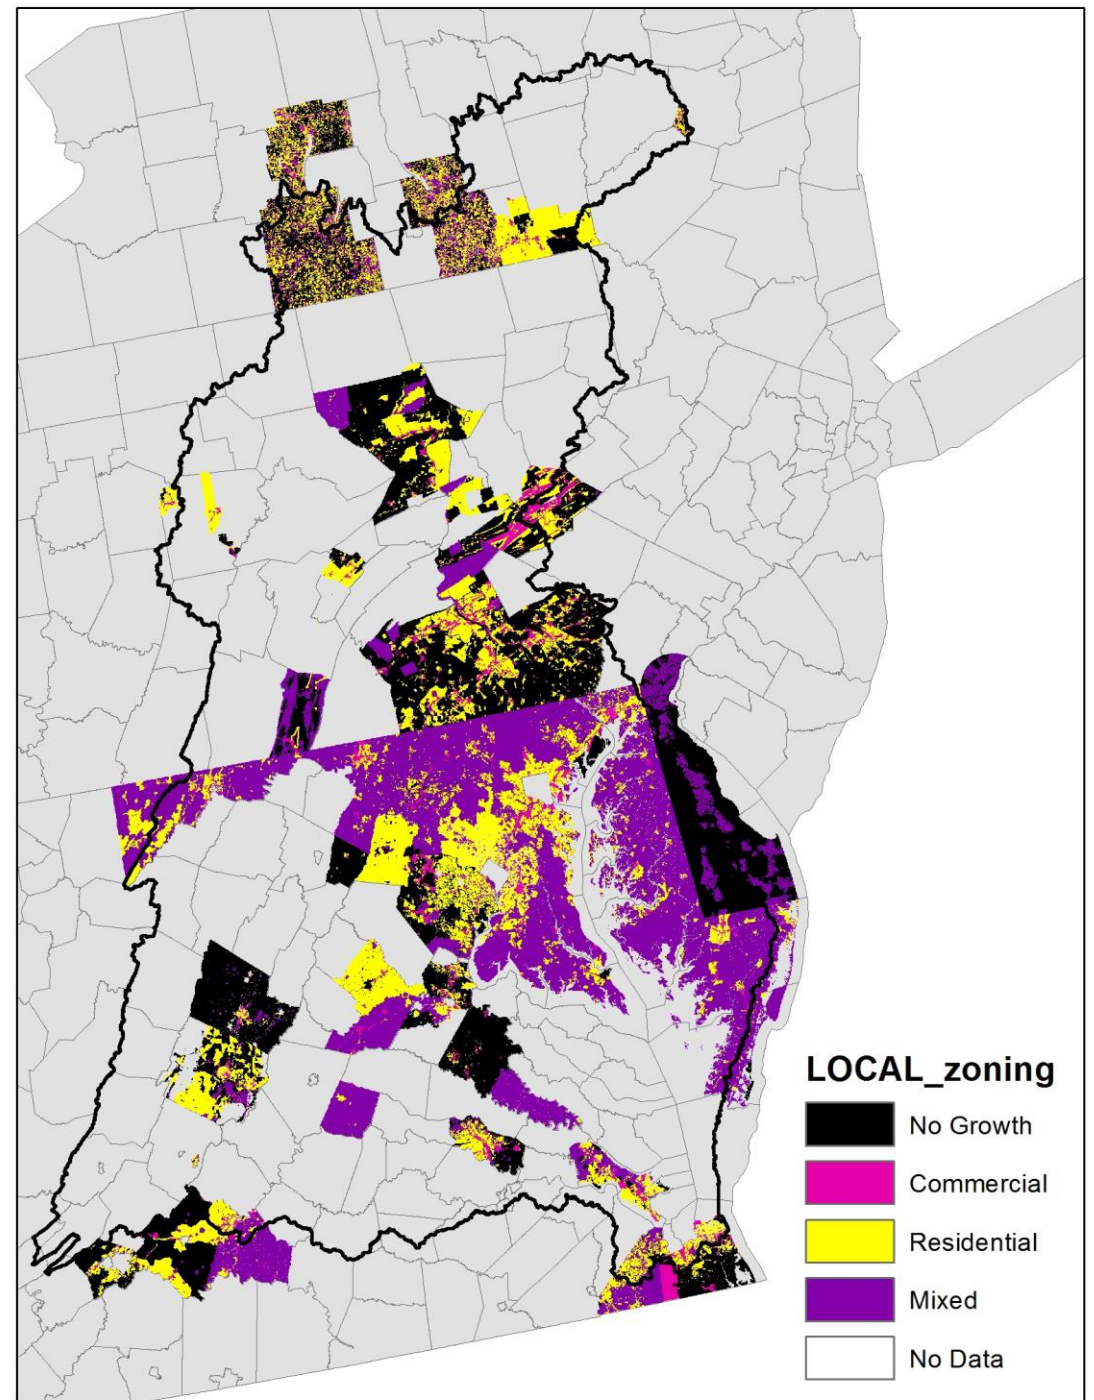 LOCAL_zoning
No Growth
Commercial
Residential
Mixed
No Data